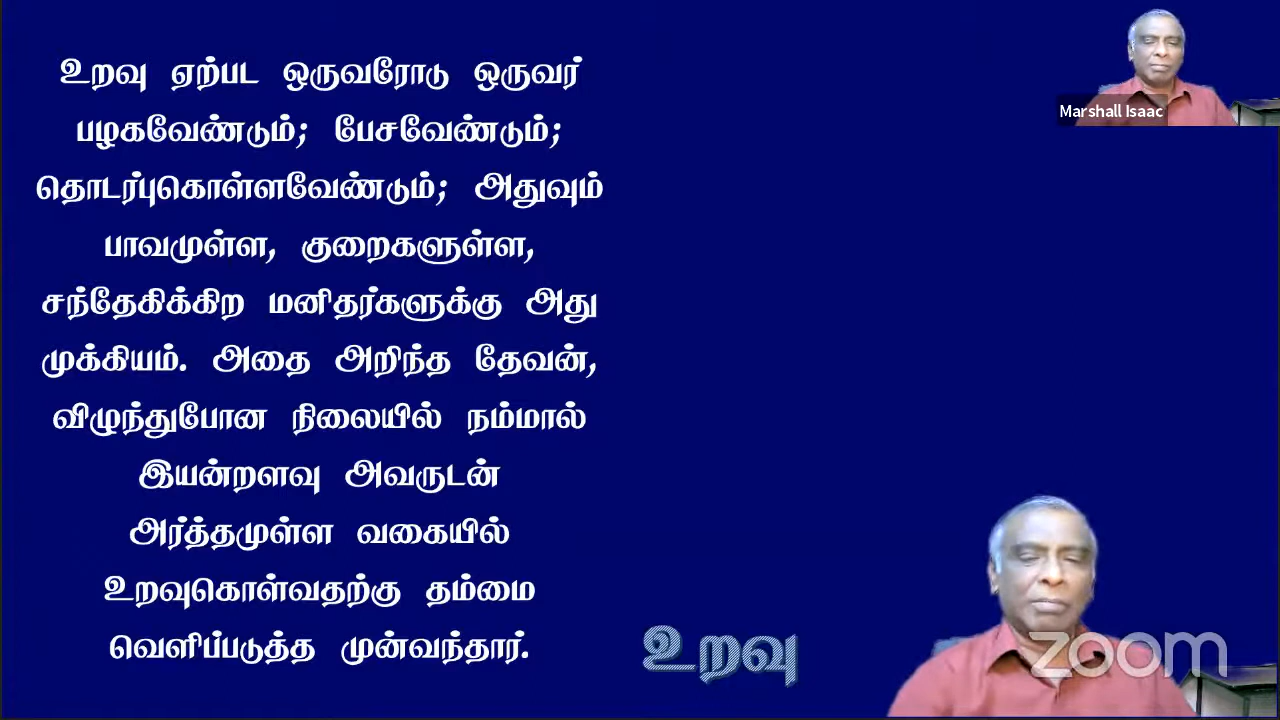 உறவு ஏற்பட ஒருவரோடு ஒருவர்
பழகவேண்டும்; பேசவேண்டும்;
தொடர்புகொள்ளவேண்டும்; அதுவும்
பாவமுள்ள, குறைகளுள்ள,
சந்தேகிக்கிற மனிதர்களுக்கு அது
முக்கியம். அதை அறிந்த தேவன்,
விழுந்துபோன நிலையில் நம்மால்
இயன்றளவு அவருடன்
அர்த்தமுள்ள வகையில்
உறவுகொள்வதற்கு தம்மை
வெளிப்படுத்த முன்வந்தார்.
உறவு
Marshall Isaac
zoom